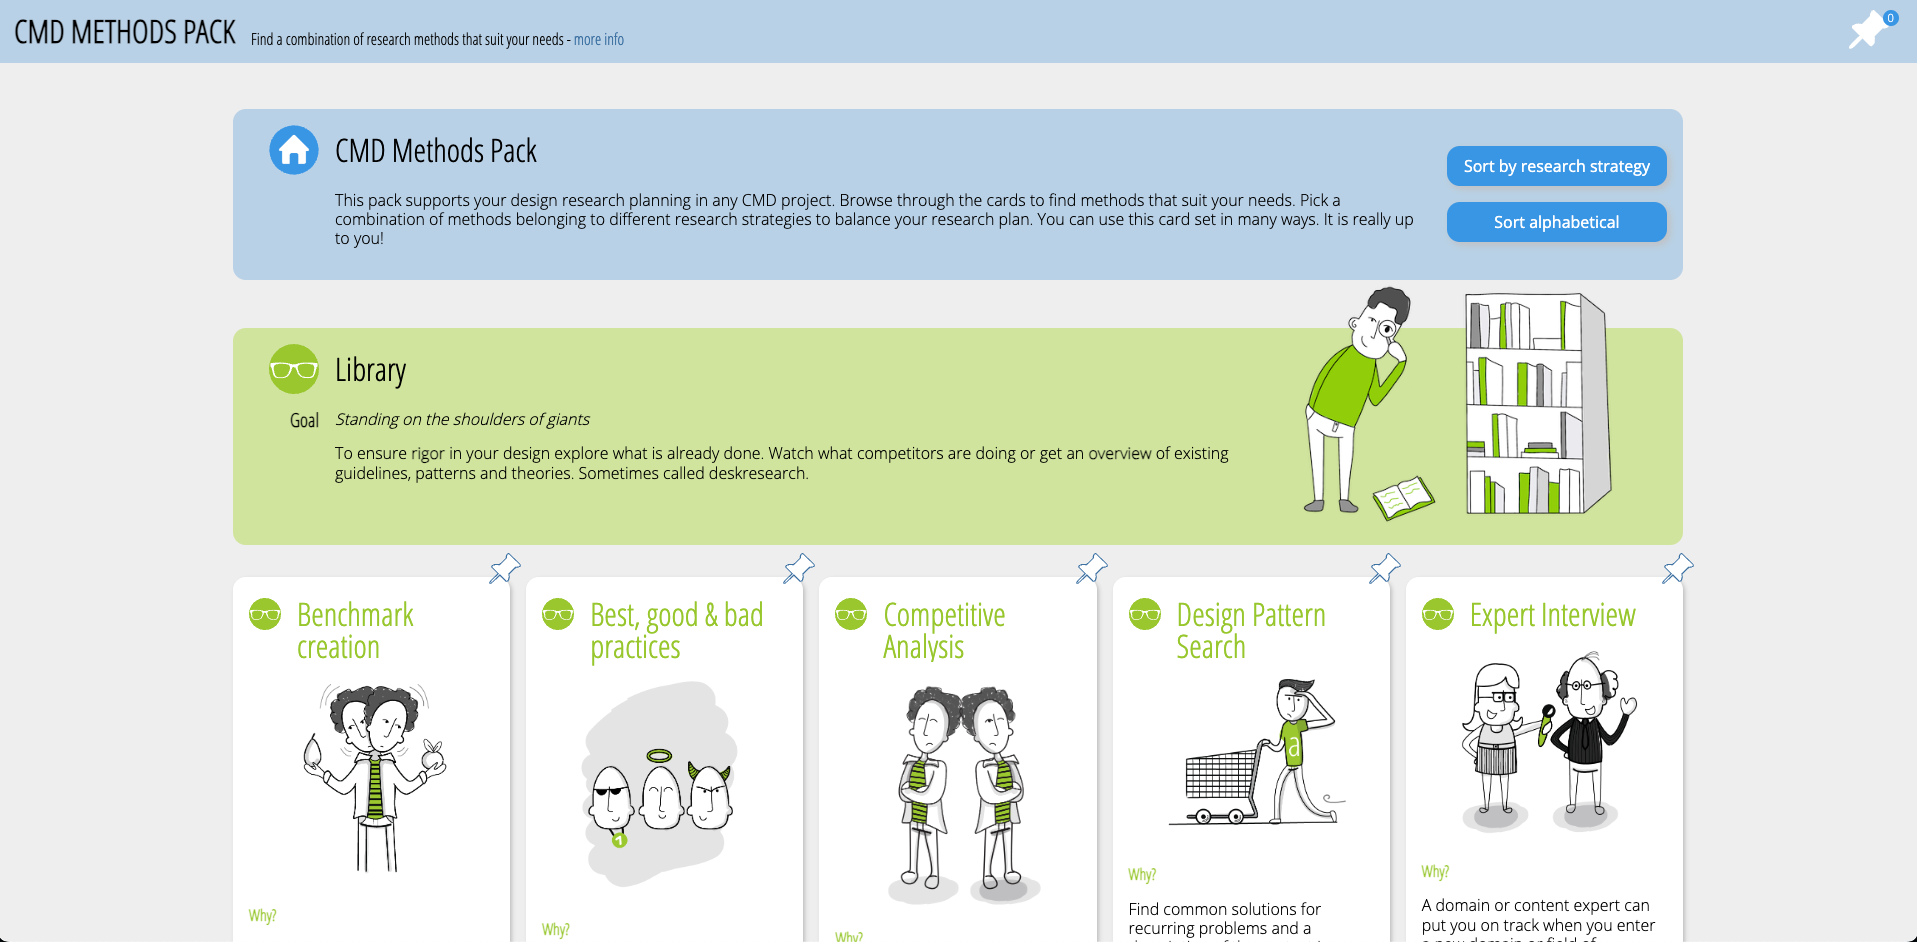 CMD METHODS PACK
Find a combination of research methods that suit your needs - more info
0
CMD Methods Pack
This pack supports your design research planning in any CMD project. Browse through the cards to find methods that suit your needs. Pick a
combination of methods belonging to different research strategies to balance your research plan. You can use this card set in many ways. It is really up
to you!
Sort by research strategy
Sort alphabetical
Library
Goal
Standing on the shoulders of giants
To ensure rigor in your design explore what is already done. Watch what competitors are doing or get an overview of existing
guidelines, patterns and theories. Sometimes called deskresearch.
Benchmark
creation
Why?
Best, good & bad
practices
1
Why?
Competitive
Analysis
Why?
Design Pattern
Search
a
Why?
Find common solutions for
recurring problems and a
Expert Interview
Why?
A domain or content expert can
put you on track when you enter